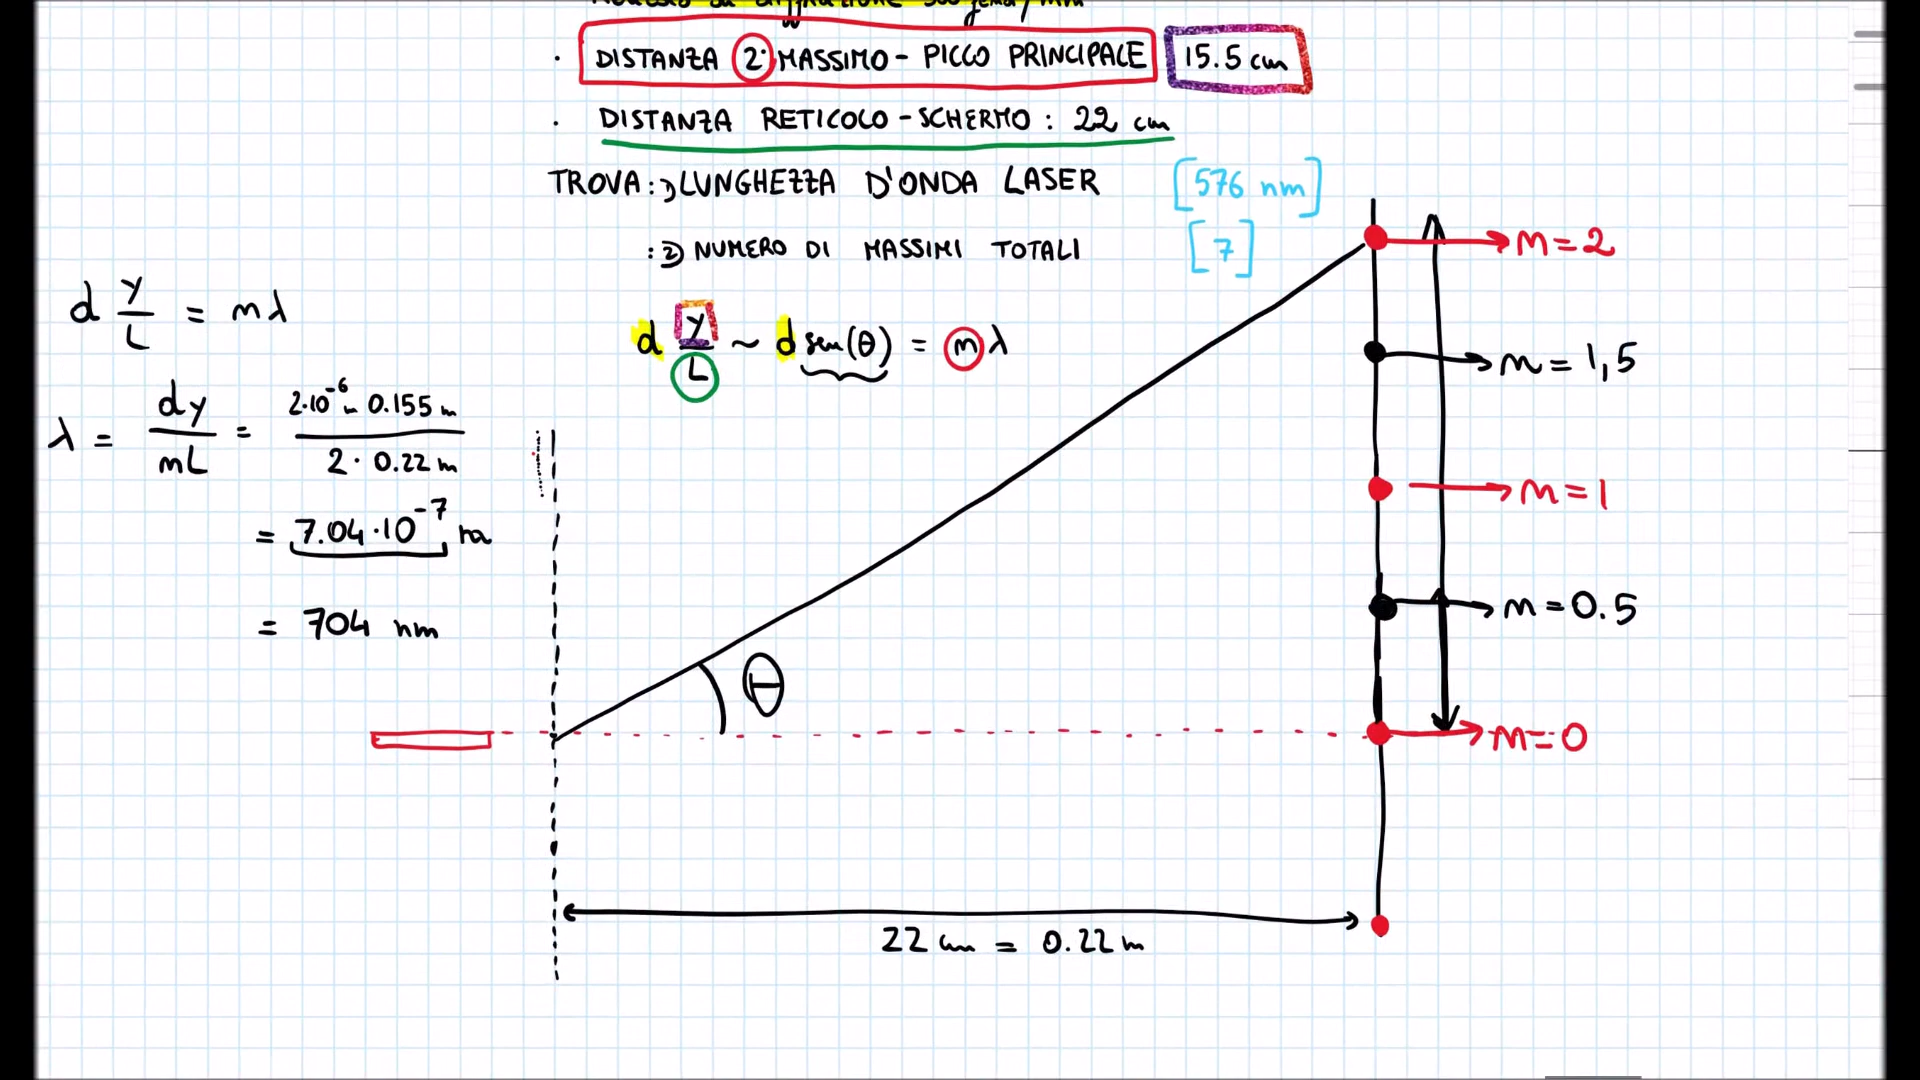 · DISTANZA 2° MASSIMO - PICCO PRINCIPALE 15.5 cm
· DISTANZA RETICOLO - SCHERMO : 22 cm
TROVA : 1) LUNGHEZZA D'ONDA LASER [576 nm]
: 2) NUMERO DI MASSIMI TOTALI [7]
d y/L = mλ
d y/L ~ d sen(θ) = m λ
λ = dy/mL = 2·10⁻⁶ m 0.155 m / 2 · 0.22 m
= 7.04 · 10⁻⁷ m
= 704 nm
θ
m = 2
m = 1,5
m = 1
m = 0.5
m = 0
22 cm = 0.22 m